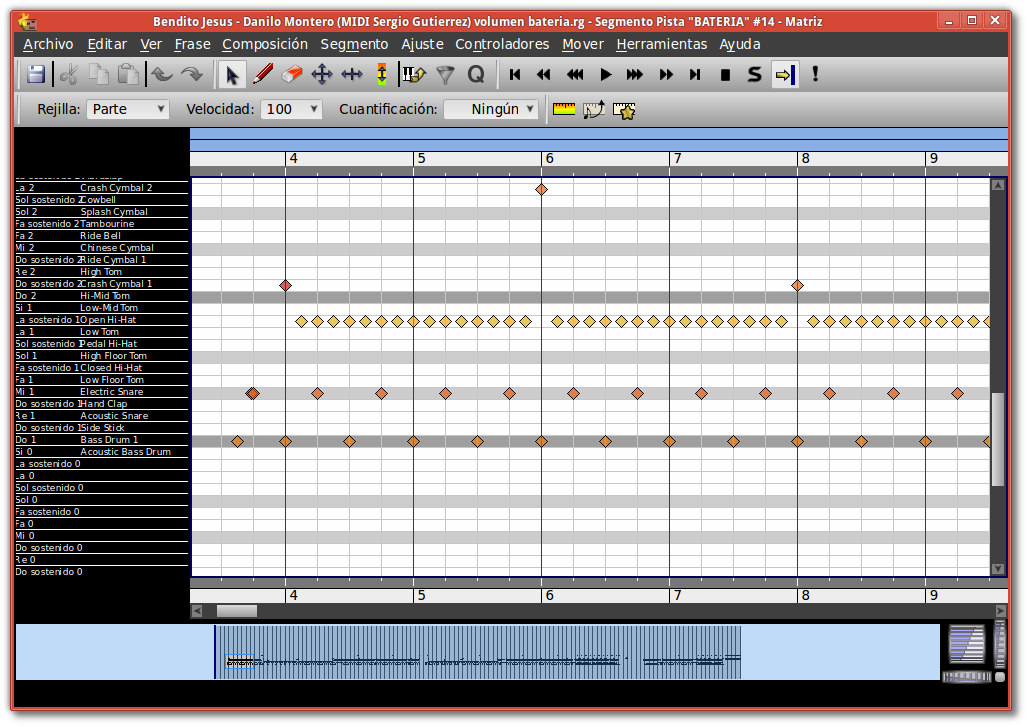 Bendito Jesus - Danilo Montero (MIDI Sergio Gutierrez) volumen bateria.rg - Segmento Pista "BATERIA" #14 - Matriz
Archivo Editar Ver Frase Composición Segmento Ajuste Controladores Mover Herramientas Ayuda
Q S !
Rejilla: Parte Velocidad: 100 Cuantificación: Ningún
4 5 6 7 8 9
La 2 Crash Cymbal 2
Sol sostenido 2 Cowbell
Sol 2 Splash Cymbal
Fa sostenido 2 Tambourine
Fa 2 Ride Bell
Mi 2 Chinese Cymbal
Do sostenido 2 Ride Cymbal 1
Re 2 High Tom
Do sostenido 2 Crash Cymbal 1
Do 2 Hi-Mid Tom
Si 1 Low-Mid Tom
La sostenido 1 Open Hi-Hat
La 1 Low Tom
Sol sostenido 1 Pedal Hi-Hat
Sol 1 High Floor Tom
Fa sostenido 1 Closed Hi-Hat
Fa 1 Low Floor Tom
Mi 1 Electric Snare
Do sostenido 1 Hand Clap
Re 1 Acoustic Snare
Do sostenido 1 Side Stick
Do 1 Bass Drum 1
Si 0 Acoustic Bass Drum
La sostenido 0
La 0
Sol sostenido 0
Sol 0
Fa sostenido 0
Fa 0
Mi 0
Do sostenido 0
Re 0
Do sostenido 0
4 5 6 7 8 9